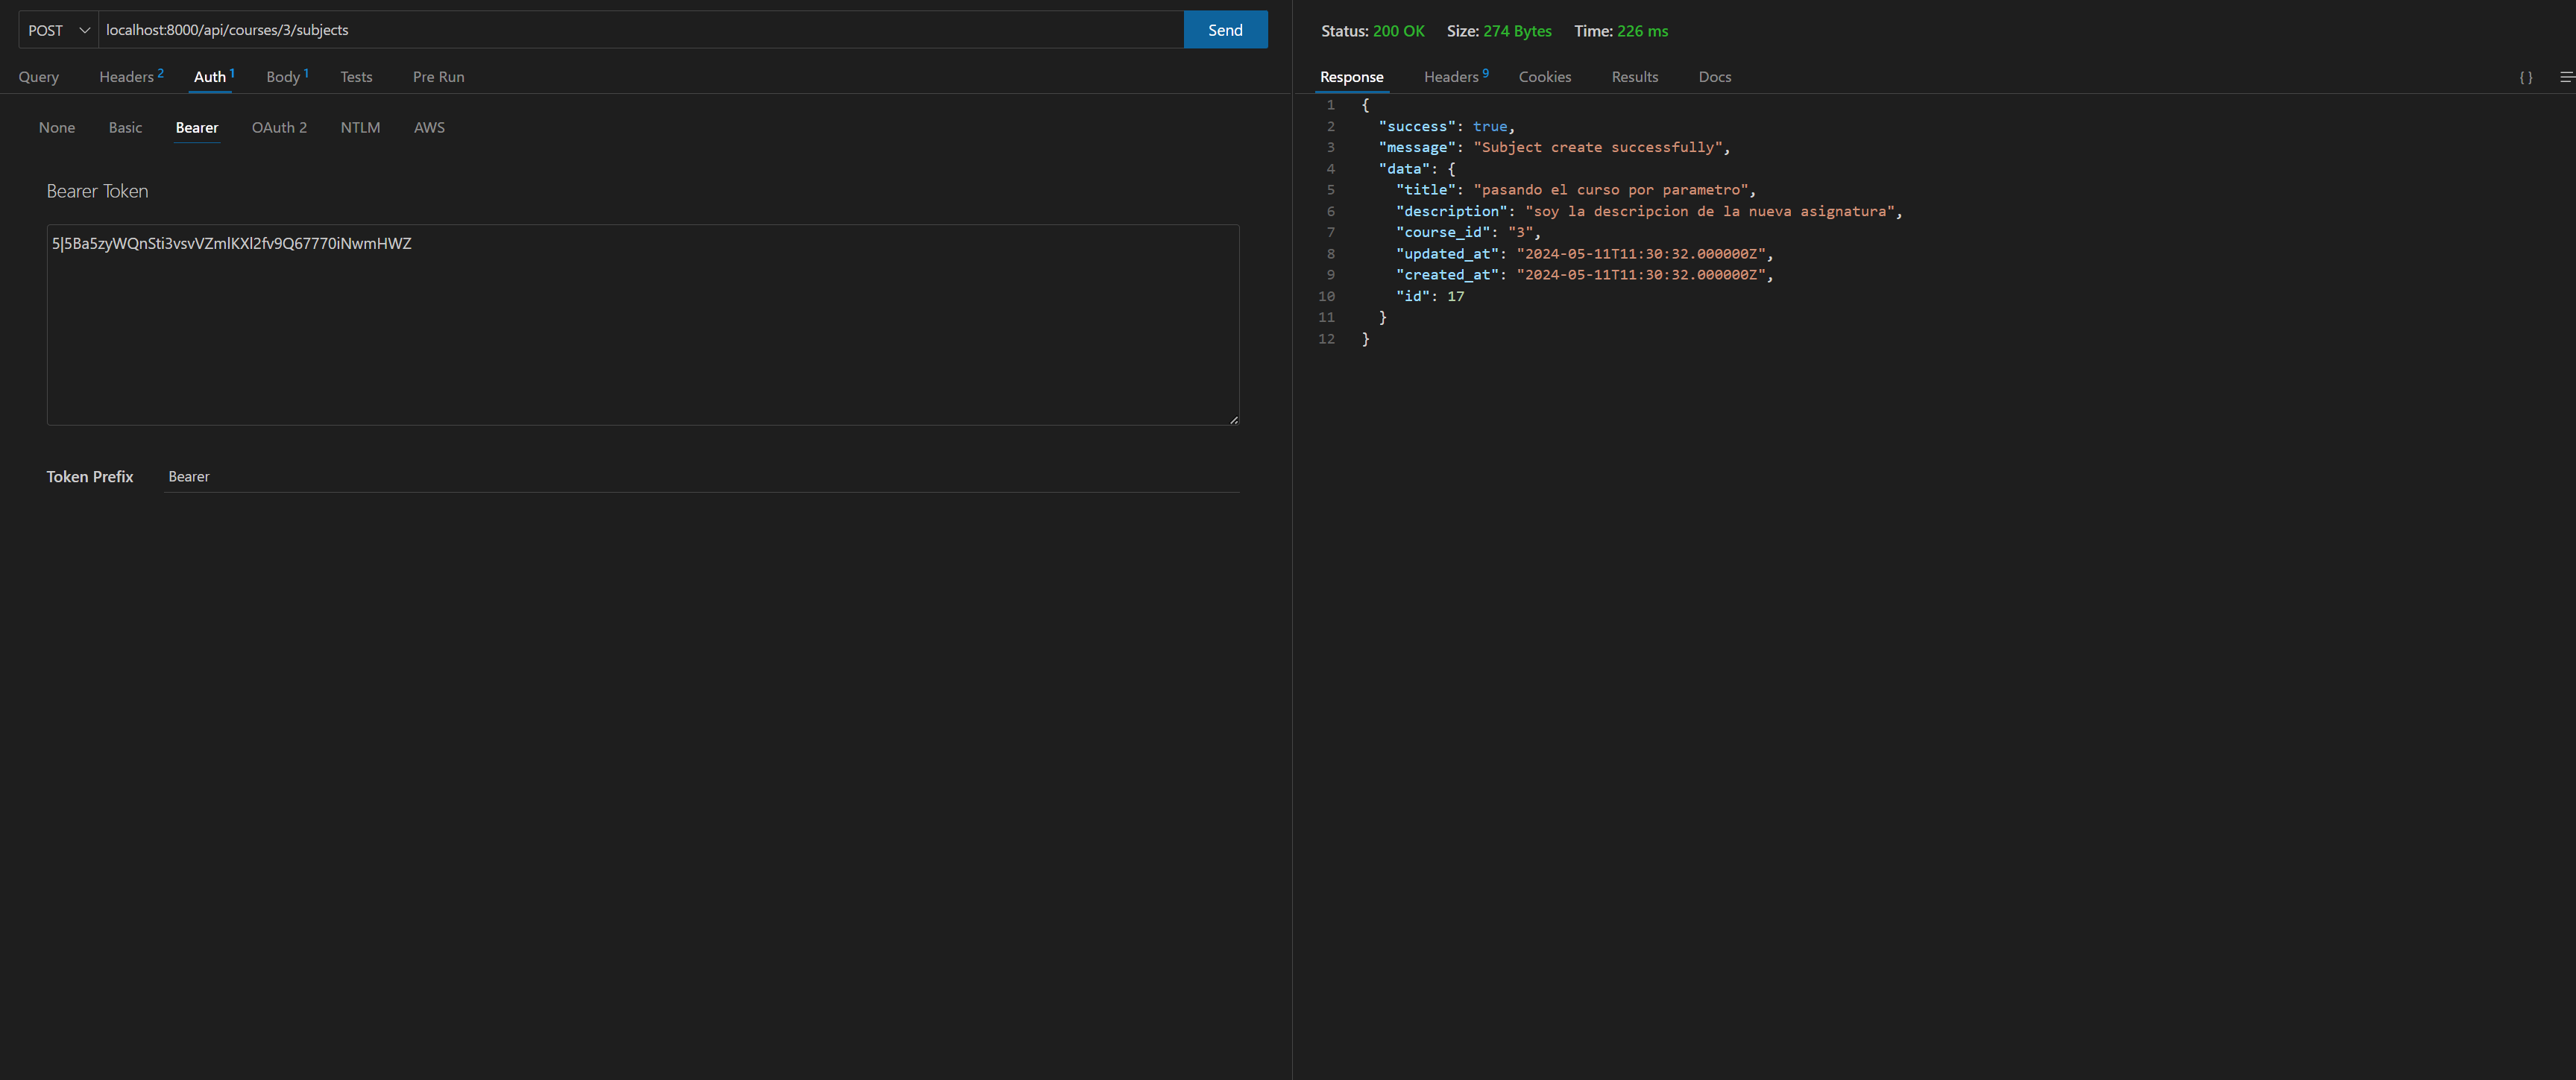 POST localhost:8000/api/courses/3/subjects Send
Query Headers 2 Auth 1 Body 1 Tests Pre Run
None Basic Bearer OAuth 2 NTLM AWS
Bearer Token
5|5Ba5zyWQnSti3vsvVZmlKXl2fv9Q67770iNwmHWZ
Token Prefix Bearer
Status: 200 OK Size: 274 Bytes Time: 226 ms
Response Headers 9 Cookies Results Docs { }
1 {
2 "success": true,
3 "message": "Subject create successfully",
4 "data": {
5 "title": "pasando el curso por parametro",
6 "description": "soy la descripcion de la nueva asignatura",
7 "course_id": "3",
8 "updated_at": "2024-05-11T11:30:32.000000Z",
9 "created_at": "2024-05-11T11:30:32.000000Z",
10 "id": 17
11 }
12 }